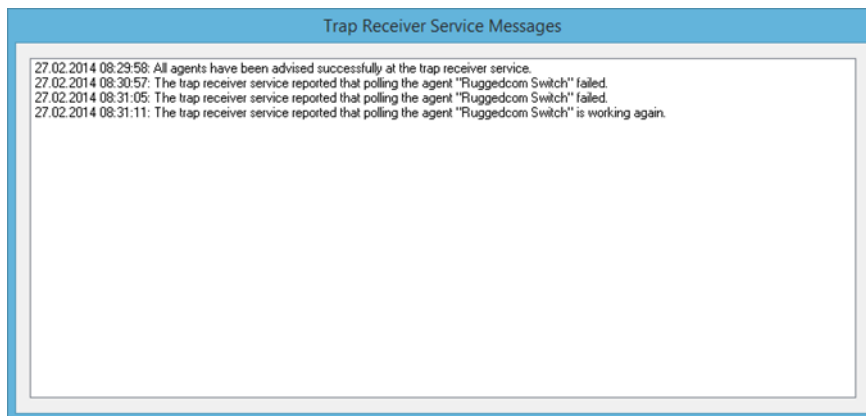 Trap Receiver Service Messages
27.02.2014 08:29:58: All agents have been advised successfully at the trap receiver service.
27.02.2014 08:30:57: The trap receiver service reported that polling the agent "Ruggedcom Switch" failed.
27.02.2014 08:31:05: The trap receiver service reported that polling the agent "Ruggedcom Switch" failed.
27.02.2014 08:31:11: The trap receiver service reported that polling the agent "Ruggedcom Switch" is working again.